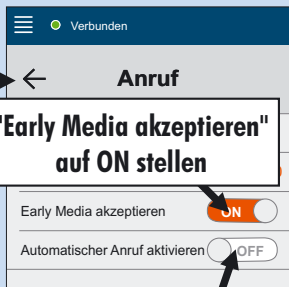 Verbunden
Anruf
"Early Media akzeptieren"
auf ON stellen
Early Media akzeptieren ON
Automatischer Anruf aktivieren OFF